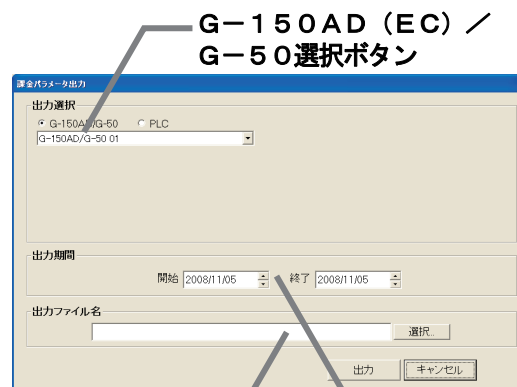 G－１５０AD（EC）／
G－５０選択ボタン
課金パラメータ出力
出力選択
G-150AD/G-50 PLC
G-150AD/G-50 01
出力期間
開始 2008/11/05 終了 2008/11/05
出力ファイル名
選択...
出力 キャンセル